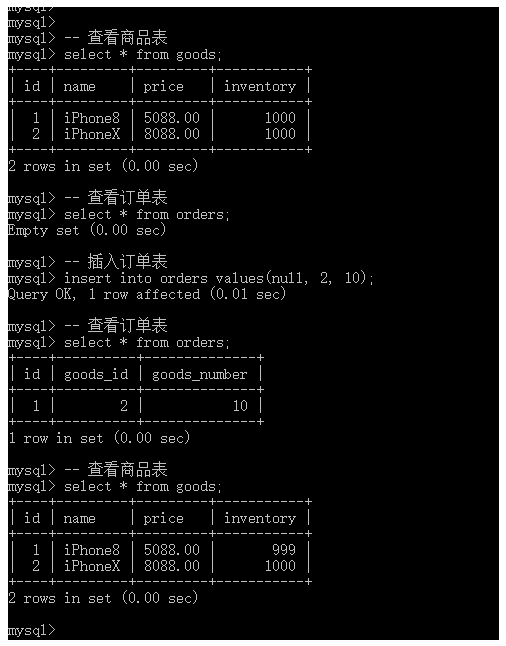 mysql>
mysql>
mysql> -- 查看商品表
mysql> select * from goods;
+----+---------+---------+-----------+
| id | name    | price   | inventory |
+----+---------+---------+-----------+
|  1 | iPhone8 | 5088.00 |      1000 |
|  2 | iPhoneX | 8088.00 |      1000 |
+----+---------+---------+-----------+
2 rows in set (0.00 sec)
mysql> -- 查看订单表
mysql> select * from orders;
Empty set (0.00 sec)
mysql> -- 插入订单表
mysql> insert into orders values(null, 2, 10);
Query OK, 1 row affected (0.01 sec)
mysql> -- 查看订单表
mysql> select * from orders;
+----+----------+--------------+
| id | goods_id | goods_number |
+----+----------+--------------+
|  1 |        2 |           10 |
+----+----------+--------------+
1 row in set (0.00 sec)
mysql> -- 查看商品表
mysql> select * from goods;
+----+---------+---------+-----------+
| id | name    | price   | inventory |
+----+---------+---------+-----------+
|  1 | iPhone8 | 5088.00 |       999 |
|  2 | iPhoneX | 8088.00 |      1000 |
+----+---------+---------+-----------+
2 rows in set (0.00 sec)
mysql>